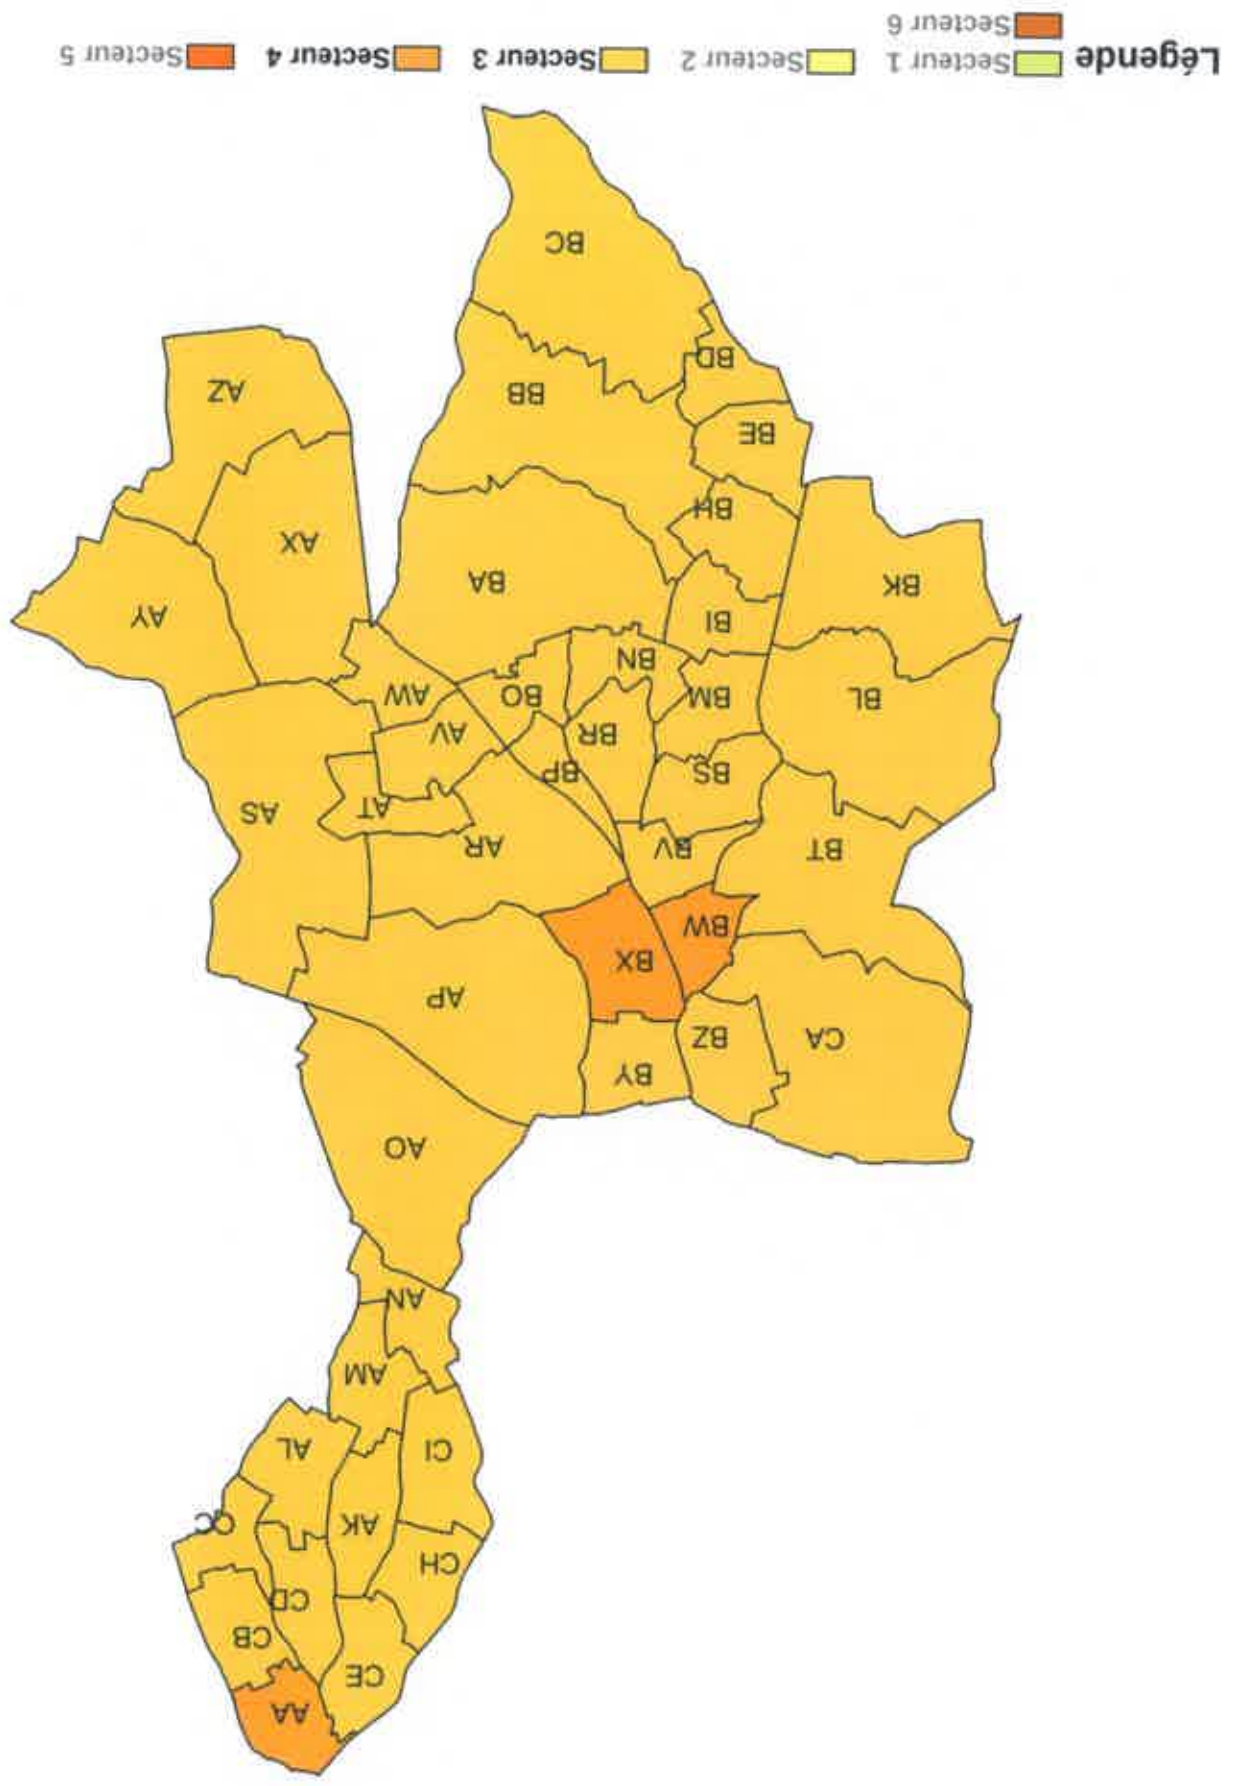 AA
CE
CB
CD
CH
AK CC
CI AL
AM
AN
AO
BY
CA BZ
AP
BX
BW
BT BV AR
AS AT
BS BP
BR AV
BL BM BO AW
BN
BI AY
BK BA
AX
BH
BE
BB AZ
BD
BC
Légende Secteur 1 Secteur 2 Secteur 3 Secteur 4 Secteur 5
Secteur 6